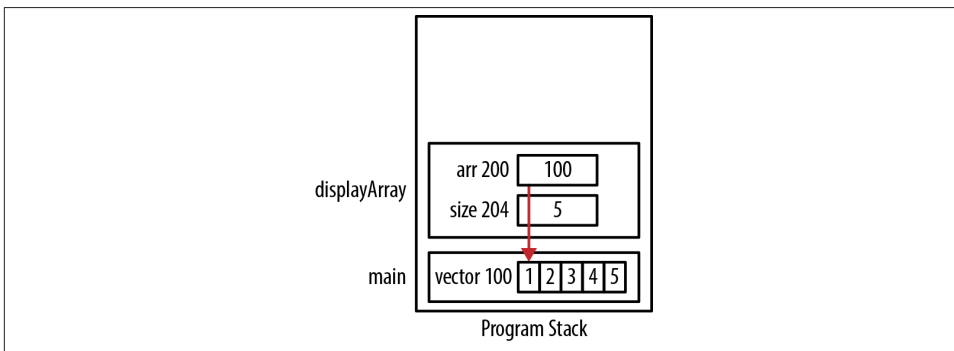 displayArray
arr 200 100
size 204 5
main
vector 100 1 2 3 4 5
Program Stack